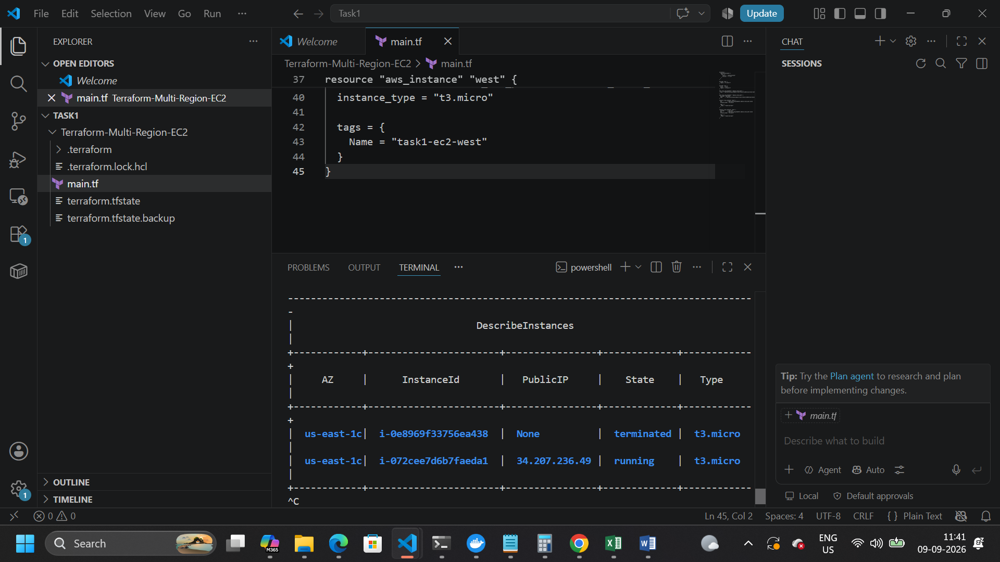 File Edit Selection View Go Run ···
Task1
Update
EXPLORER
OPEN EDITORS
Welcome
main.tf Terraform-Multi-Region-EC2
TASK1
Terraform-Multi-Region-EC2
.terraform
.terraform.lock.hcl
main.tf
terraform.tfstate
terraform.tfstate.backup
OUTLINE
TIMELINE
1
1
Welcome
main.tf
Terraform-Multi-Region-EC2 > main.tf
37 resource "aws_instance" "west" {
40 instance_type = "t3.micro"
41
42 tags = {
43 Name = "task1-ec2-west"
44 }
45 }
PROBLEMS OUTPUT TERMINAL ···
powershell
--------------------------------------------------------------------------------
-
| DescribeInstances
|
+------------+-----------------------+----------------+-------------+------------
+
| AZ | InstanceId | PublicIP | State | Type
|
+------------+-----------------------+----------------+-------------+------------
+
| us-east-1c| i-0e8969f33756ea438 | None | terminated | t3.micro
|
| us-east-1c| i-072cee7d6b7faeda1 | 34.207.236.49 | running | t3.micro
|
+------------+-----------------------+----------------+-------------+------------
^C
CHAT
SESSIONS
Tip: Try the Plan agent to research and plan
before implementing changes.
main.tf
Describe what to build
Agent Auto
Local Default approvals
0 0
Ln 45, Col 2 Spaces: 4 UTF-8 CRLF { } Plain Text
Search
M365
ENG
US
11:41
09-09-2026